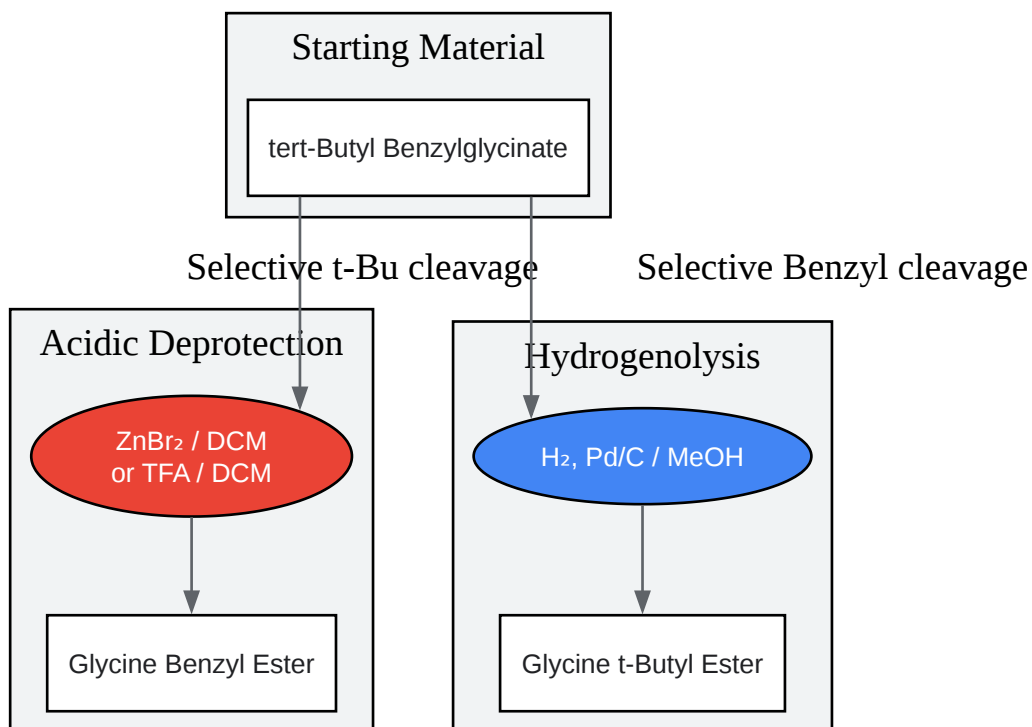 Starting Material
tert-Butyl Benzylglycinate
Selective t-Bu cleavage
Selective Benzyl cleavage
Acidic Deprotection
ZnBr₂ / DCM
or TFA / DCM
Glycine Benzyl Ester
Hydrogenolysis
H₂, Pd/C / MeOH
Glycine t-Butyl Ester